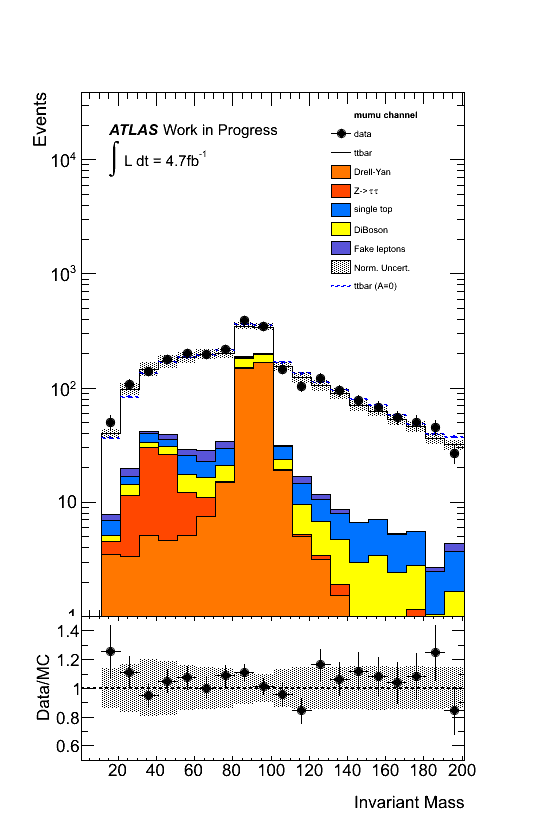 Events
10⁴
10³
10²
10
1
ATLAS Work in Progress
∫ L dt = 4.7fb⁻¹
mumu channel
data
ttbar
Drell-Yan
Z->ττ
single top
DiBoson
Fake leptons
Norm. Uncert.
ttbar (A=0)
Data/MC
1.4
1.2
1
0.8
0.6
20 40 60 80 100 120 140 160 180 200
Invariant Mass